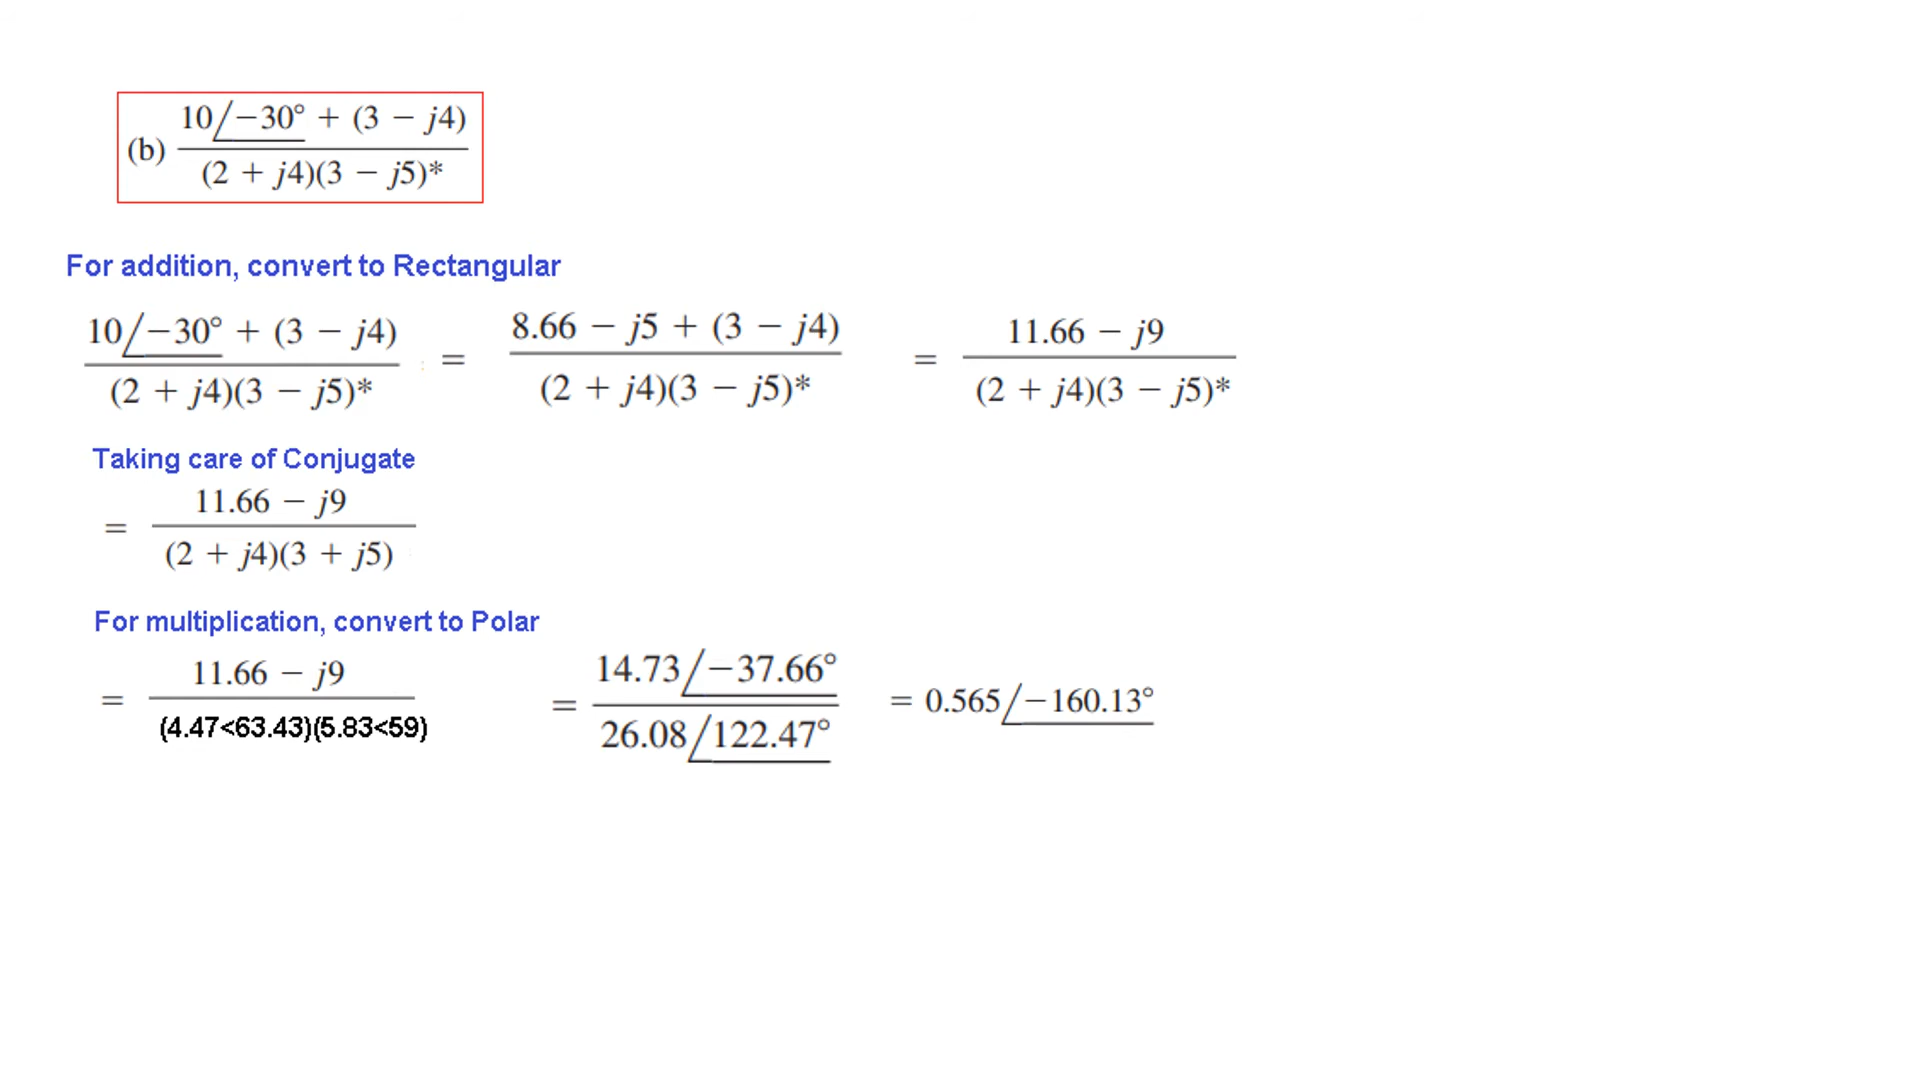 (b) 10∠−30° + (3 − j4)
(2 + j4)(3 − j5)*
For addition, convert to Rectangular
10∠−30° + (3 − j4)
(2 + j4)(3 − j5)*
=
8.66 − j5 + (3 − j4)
(2 + j4)(3 − j5)*
=
11.66 − j9
(2 + j4)(3 − j5)*
Taking care of Conjugate
=
11.66 − j9
(2 + j4)(3 + j5)
For multiplication, convert to Polar
=
11.66 − j9
(4.47<63.43)(5.83<59)
=
14.73∠−37.66°
26.08∠122.47°
= 0.565∠−160.13°